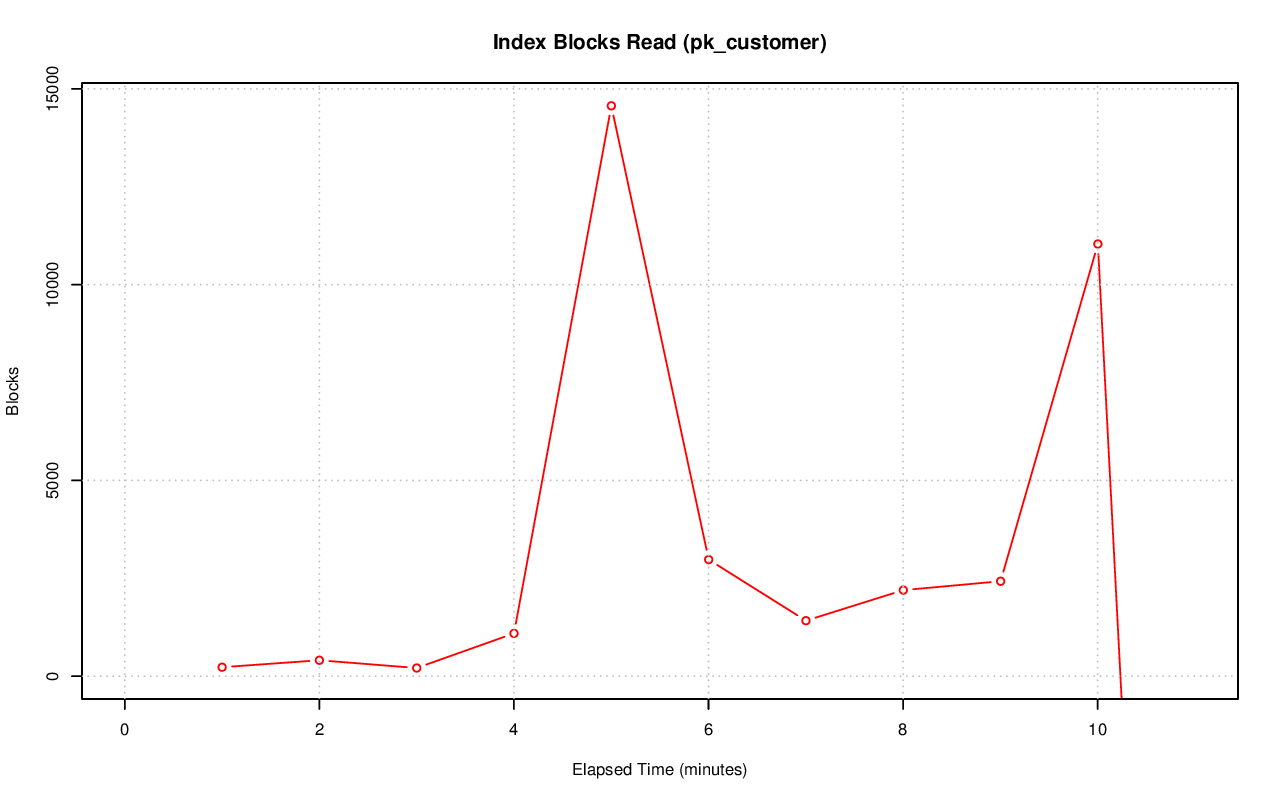 Index Blocks Read (pk_customer)
15000
10000
5000
0
Blocks
0 2 4 6 8 10
Elapsed Time (minutes)